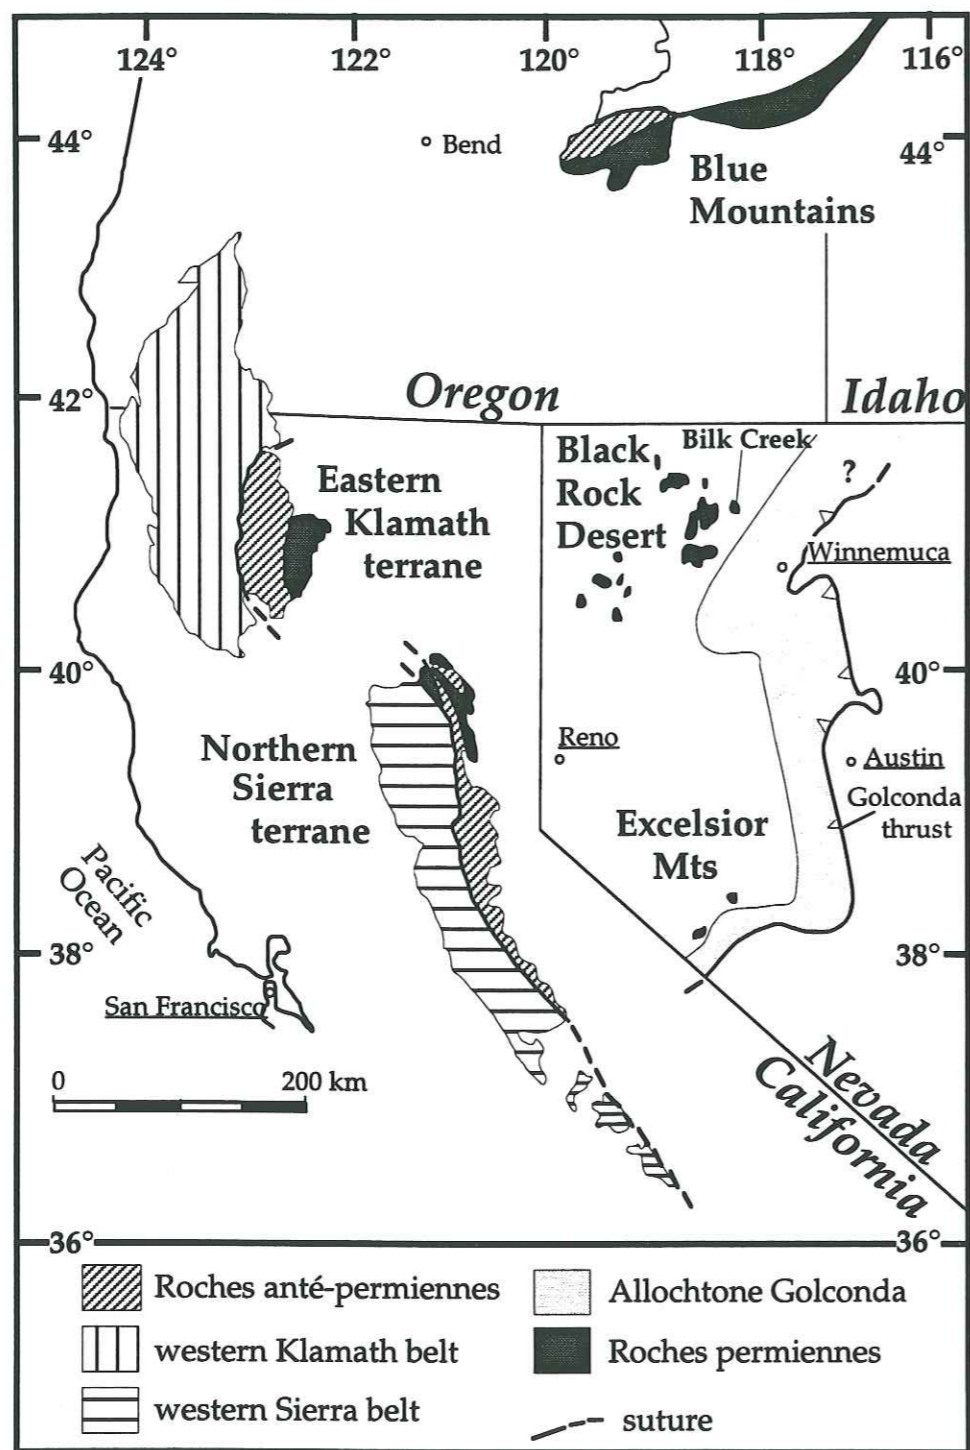 124°
122°
120°
118°
116°
44°
Bend
44°
Blue
Mountains
42°
Oregon
Idaho
Black
Rock
Desert
Bilk Creek
?
Eastern
Klamath
terrane
Winnemuca
40°
40°
Northern
Sierra
terrane
Reno
Austin
Golconda
thrust
Excelsior
Mts
Pacific
Ocean
38°
38°
San Francisco
Nevada
California
0 200 km
36°
36°
Roches anté-permiennes
Allochtone Golconda
western Klamath belt
Roches permiennes
western Sierra belt
suture